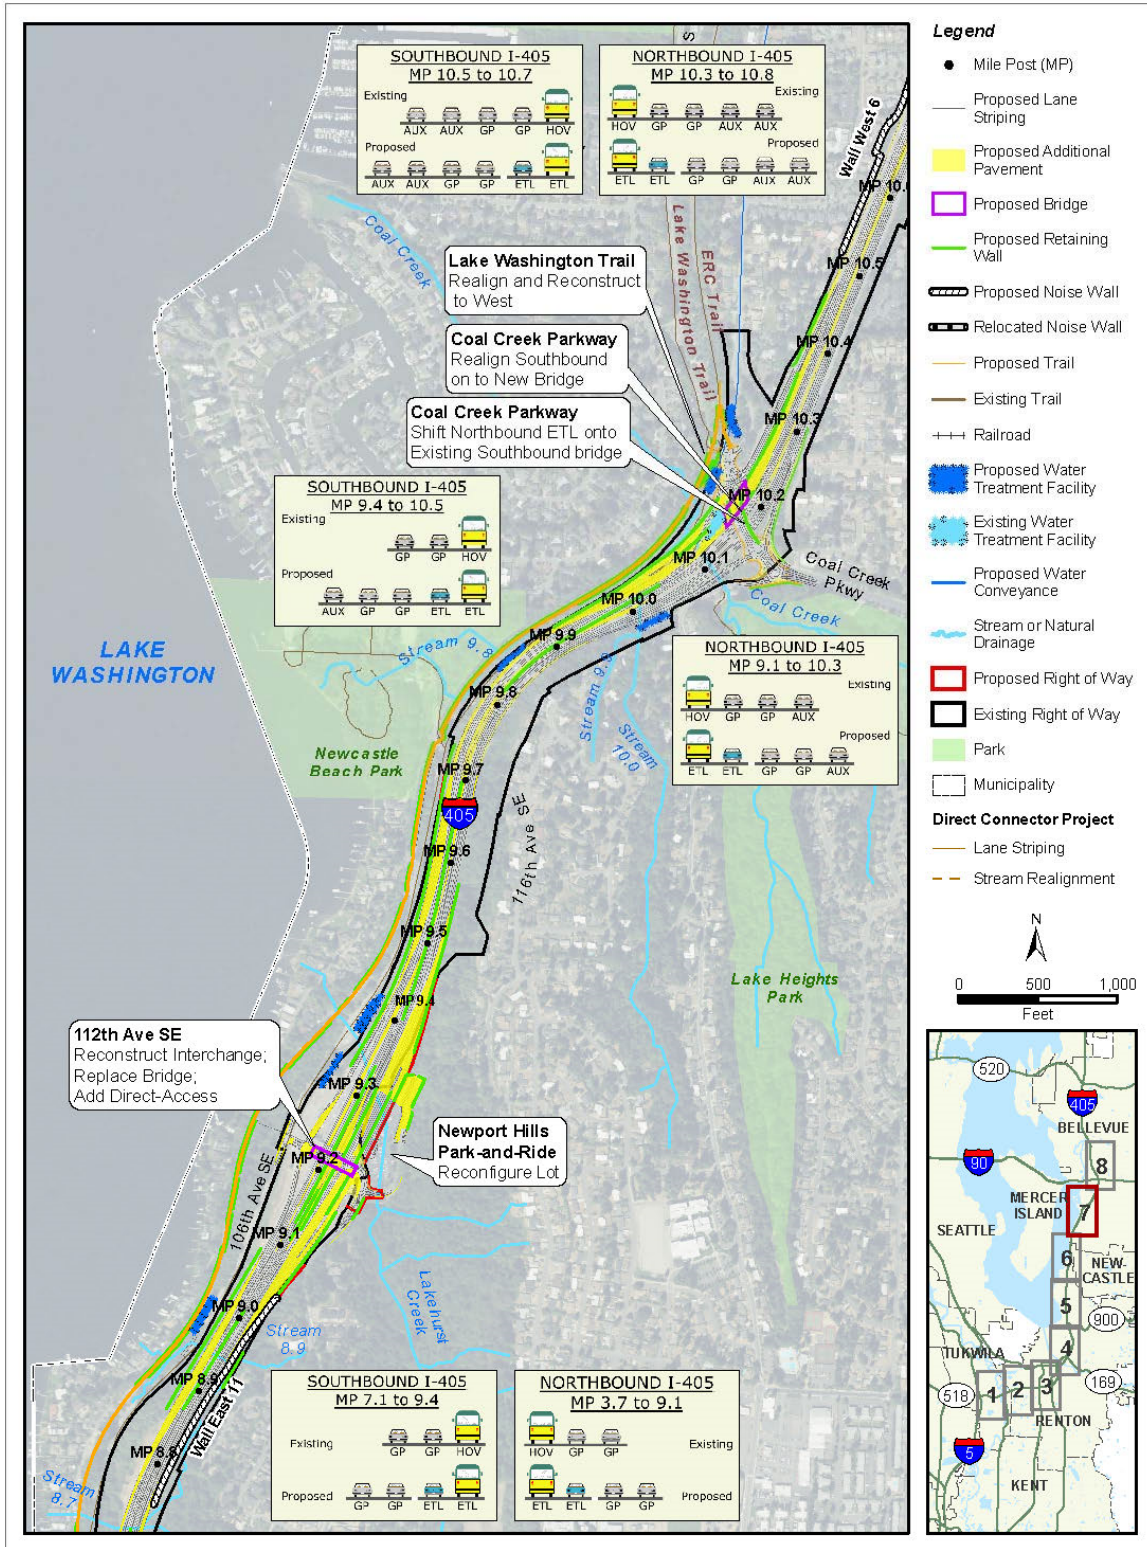 SOUTHBOUND I-405
MP 10.5 to 10.7
Existing
AUX AUX GP GP HOV
Proposed
AUX AUX GP GP ETL ETL
NORTHBOUND I-405
MP 10.3 to 10.8
Existing
HOV GP GP AUX AUX
Proposed
ETL ETL GP GP AUX AUX
S
Wall West 6
MP 10.6
Coal Creek
Lake Washington Trail
ERC Trail
Lake Washington Trail
Realign and Reconstruct
to West
MP 10.5
Coal Creek Parkway
Realign Southbound
on to New Bridge
MP 10.4
Coal Creek Parkway
Shift Northbound ETL onto
Existing Southbound bridge
MP 10.3
SOUTHBOUND I-405
MP 9.4 to 10.5
Existing
GP GP HOV
Proposed
AUX GP GP ETL ETL
MP 10.2
MP 10.1
Coal Creek
Pkwy
Coal Creek
MP 10.0
MP 9.9
Stream 9.8
Stream 9.9
Stream
10.0
LAKE
WASHINGTON
MP 9.8
NORTHBOUND I-405
MP 9.1 to 10.3
Existing
HOV GP GP AUX
Proposed
ETL ETL GP GP AUX
Newcastle
Beach Park
MP 9.7
405
116th Ave SE
MP 9.6
MP 9.5
Lake Heights
Park
MP 9.4
112th Ave SE
Reconstruct Interchange;
Replace Bridge;
Add Direct-Access
MP 9.3
Newport Hills
Park-and-Ride
Reconfigure Lot
MP 9.2
106th Ave SE
MP 9.1
MP 9.0
Lakehurst
Creek
Stream
8.9
MP 8.9
Wall East 11
MP 8.8
Stream
8.7
SOUTHBOUND I-405
MP 7.1 to 9.4
Existing
GP GP HOV
Proposed
GP GP ETL ETL
NORTHBOUND I-405
MP 3.7 to 9.1
HOV GP GP
Existing
ETL ETL GP GP
Proposed
Legend
Mile Post (MP)
Proposed Lane
Striping
Proposed Additional
Pavement
Proposed Bridge
Proposed Retaining
Wall
Proposed Noise Wall
Relocated Noise Wall
Proposed Trail
Existing Trail
Railroad
Proposed Water
Treatment Facility
Existing Water
Treatment Facility
Proposed Water
Conveyance
Stream or Natural
Drainage
Proposed Right of Way
Existing Right of Way
Park
Municipality
Direct Connector Project
Lane Striping
Stream Realignment
N
0 500 1,000
Feet
520
405
BELLEVUE
90
8
MERCER
ISLAND
7
SEATTLE
6
NEW-
CASTLE
5
900
4
TUKWILA
518
1
2
3
169
RENTON
5
KENT